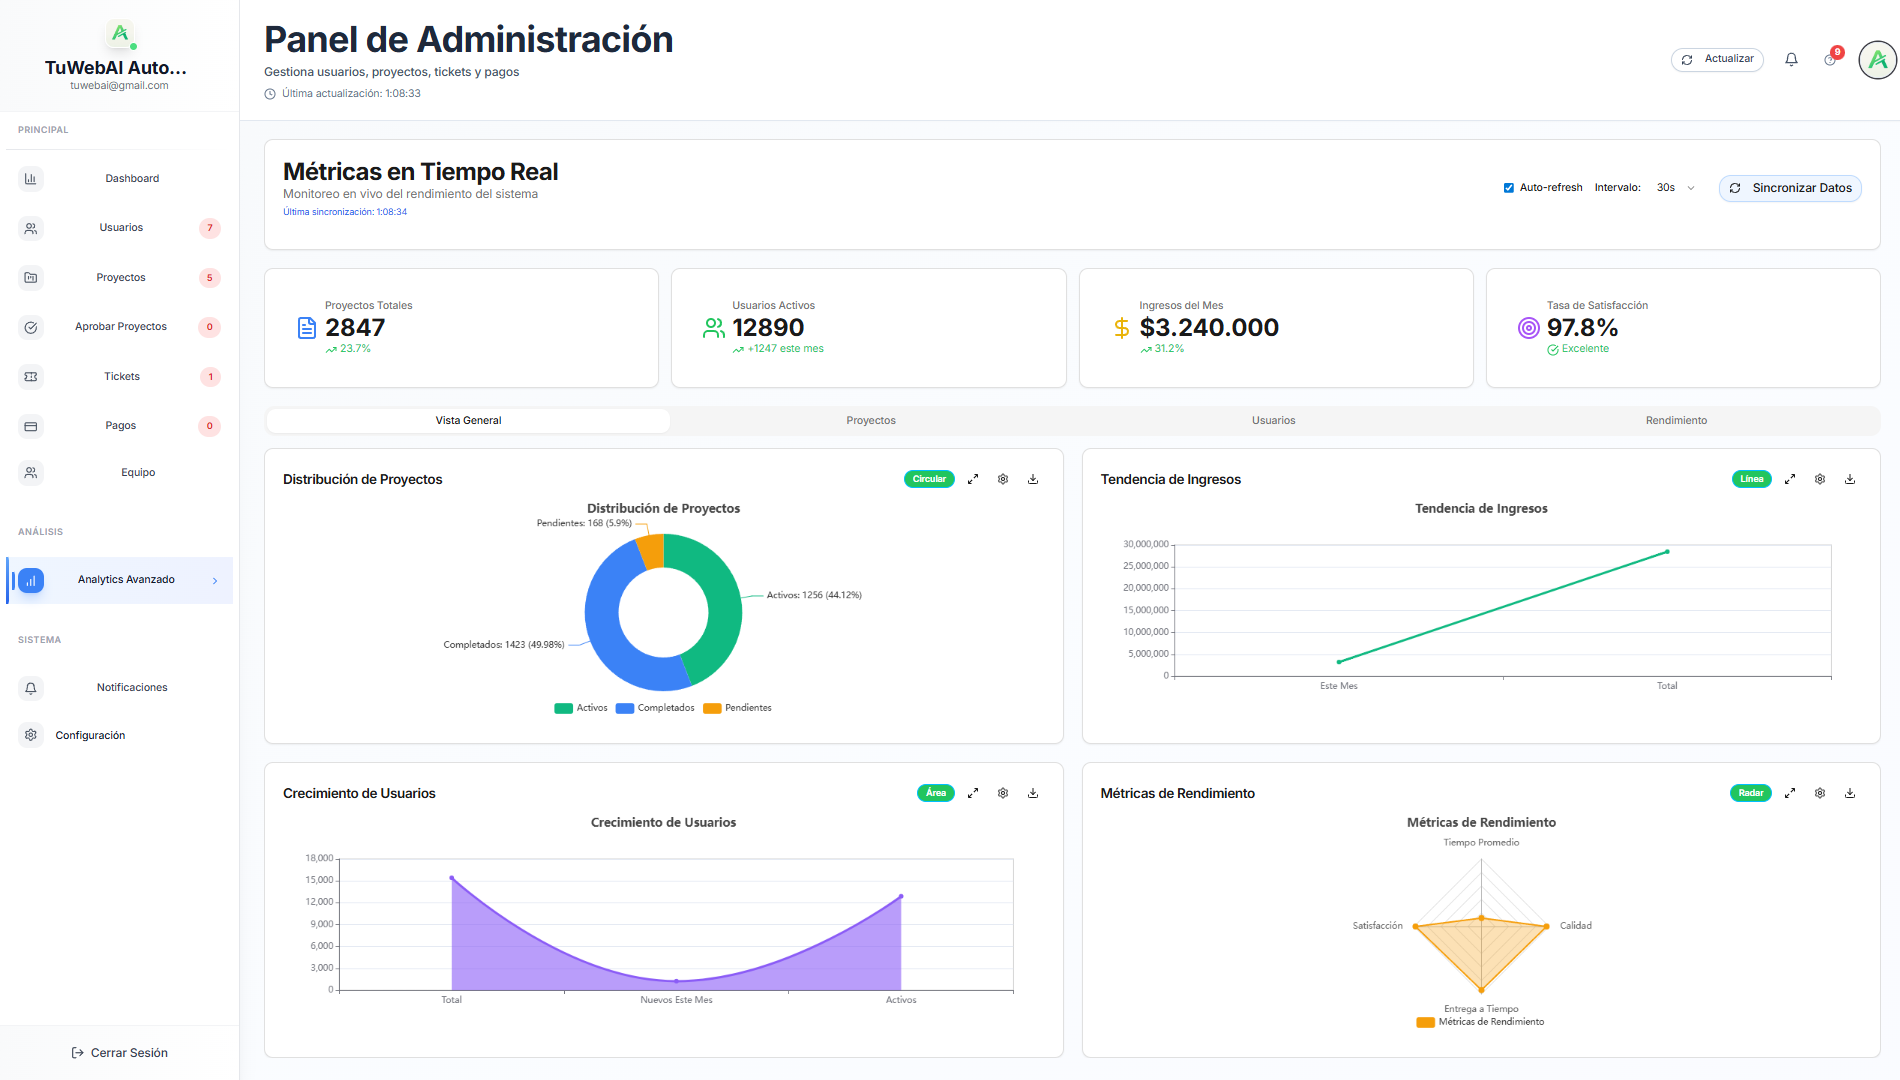 TuWebAI Auto...
tuwebai@gmail.com
PRINCIPAL
Dashboard
Usuarios 7
Proyectos 5
Aprobar Proyectos 0
Tickets 1
Pagos 0
Equipo
ANÁLISIS
Analytics Avanzado
SISTEMA
Notificaciones
Configuración
Cerrar Sesión
Panel de Administración
Gestiona usuarios, proyectos, tickets y pagos
Última actualización: 1:08:33
Actualizar
9
Métricas en Tiempo Real
Monitoreo en vivo del rendimiento del sistema
Última sincronización: 1:08:34
Auto-refresh Intervalo: 30s Sincronizar Datos
Proyectos Totales
2847
23.7%
Usuarios Activos
12890
+1247 este mes
Ingresos del Mes
$3.240.000
31.2%
Tasa de Satisfacción
97.8%
Excelente
Vista General Proyectos Usuarios Rendimiento
Distribución de Proyectos Circular
Distribución de Proyectos
Pendientes: 168 (5.9%)
Activos: 1256 (44.12%)
Completados: 1423 (49.98%)
Activos Completados Pendientes
Tendencia de Ingresos Línea
Tendencia de Ingresos
30,000,000
25,000,000
20,000,000
15,000,000
10,000,000
5,000,000
0
Este Mes Total
Crecimiento de Usuarios Área
Crecimiento de Usuarios
18,000
15,000
12,000
9,000
6,000
3,000
0
Total Nuevos Este Mes Activos
Métricas de Rendimiento Radar
Métricas de Rendimiento
Tiempo Promedio
Satisfacción Calidad
Entrega a Tiempo
Métricas de Rendimiento